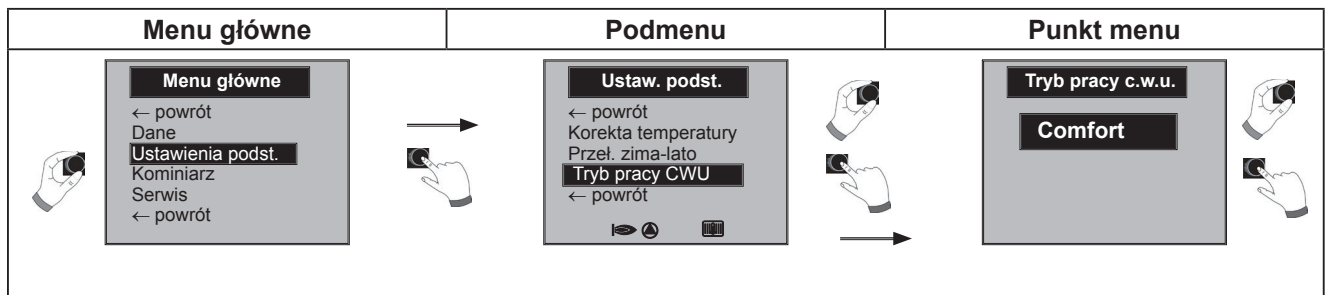 Menu główne
Podmenu
Punkt menu
Menu główne
← powrót
Dane
Ustawienia podst.
Kominiarz
Serwis
← powrót
Ustaw. podst.
← powrót
Korekta temperatury
Przeł. zima-lato
Tryb pracy CWU
← powrót
Tryb pracy c.w.u.
Comfort